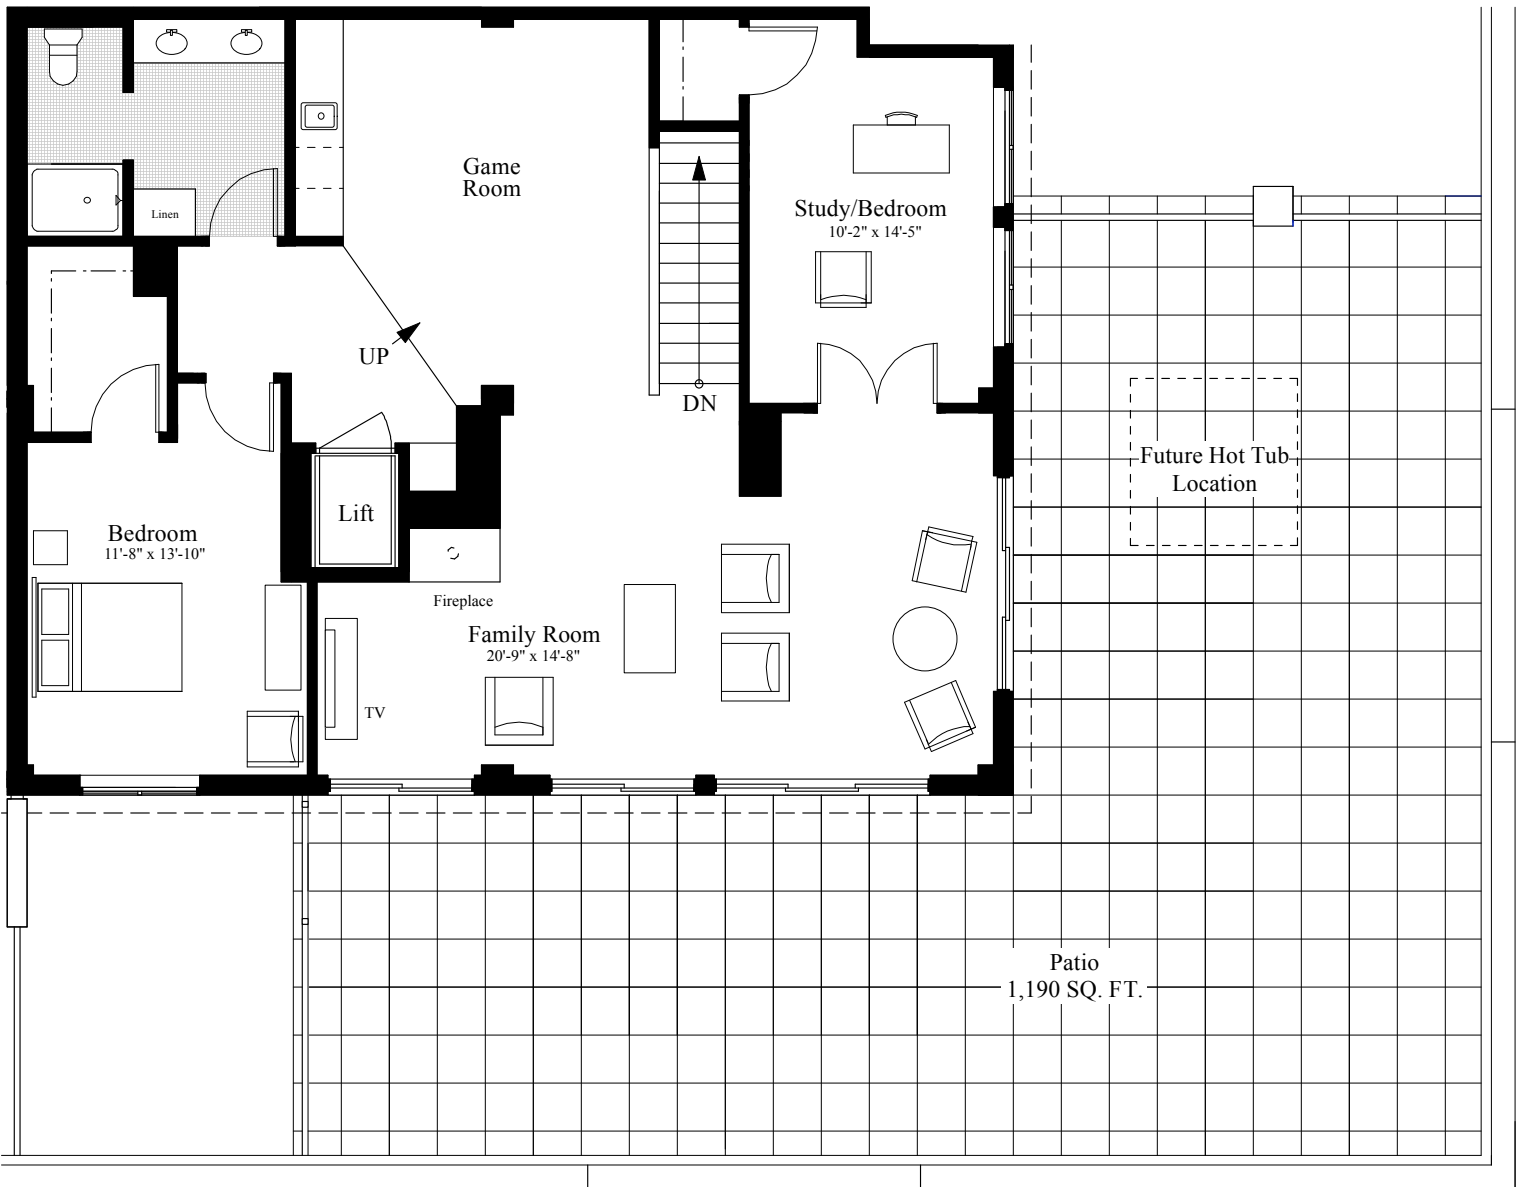 Game
Room
Linen
Study/Bedroom
10'-2" x 14'-5"
UP
DN
Future Hot Tub
Location
Lift
Bedroom
11'-8" x 13'-10"
Fireplace
Family Room
20'-9" x 14'-8"
TV
Patio
1,190 SQ. FT.